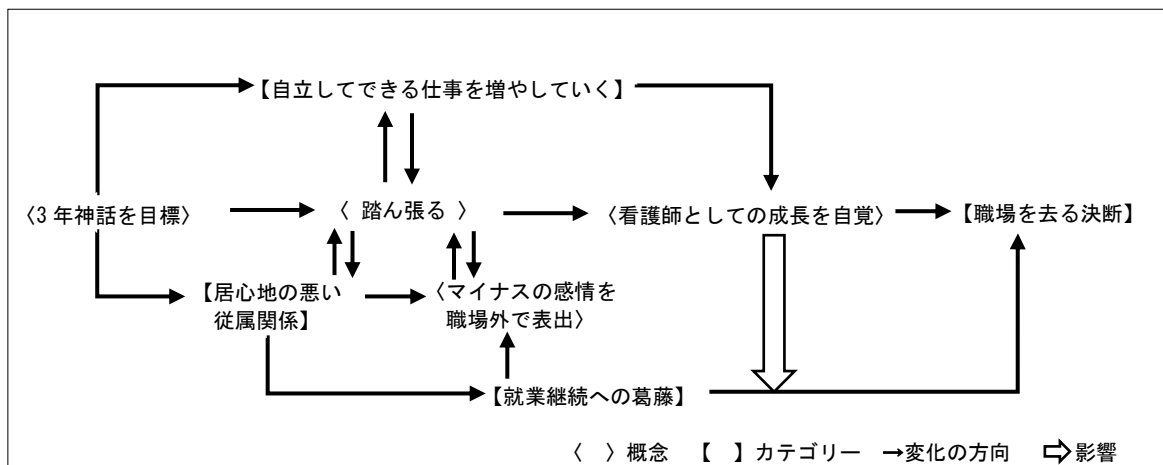 【自立してできる仕事を増やしていく】
〈3年神話を目標〉
〈 踏ん張る 〉
〈看護師としての成長を自覚〉
【職場を去る決断】
【居心地の悪い
従属関係】
〈マイナスの感情を
職場外で表出〉
【就業継続への葛藤】
〈　〉概念　【　】カテゴリー　→変化の方向　⇨影響